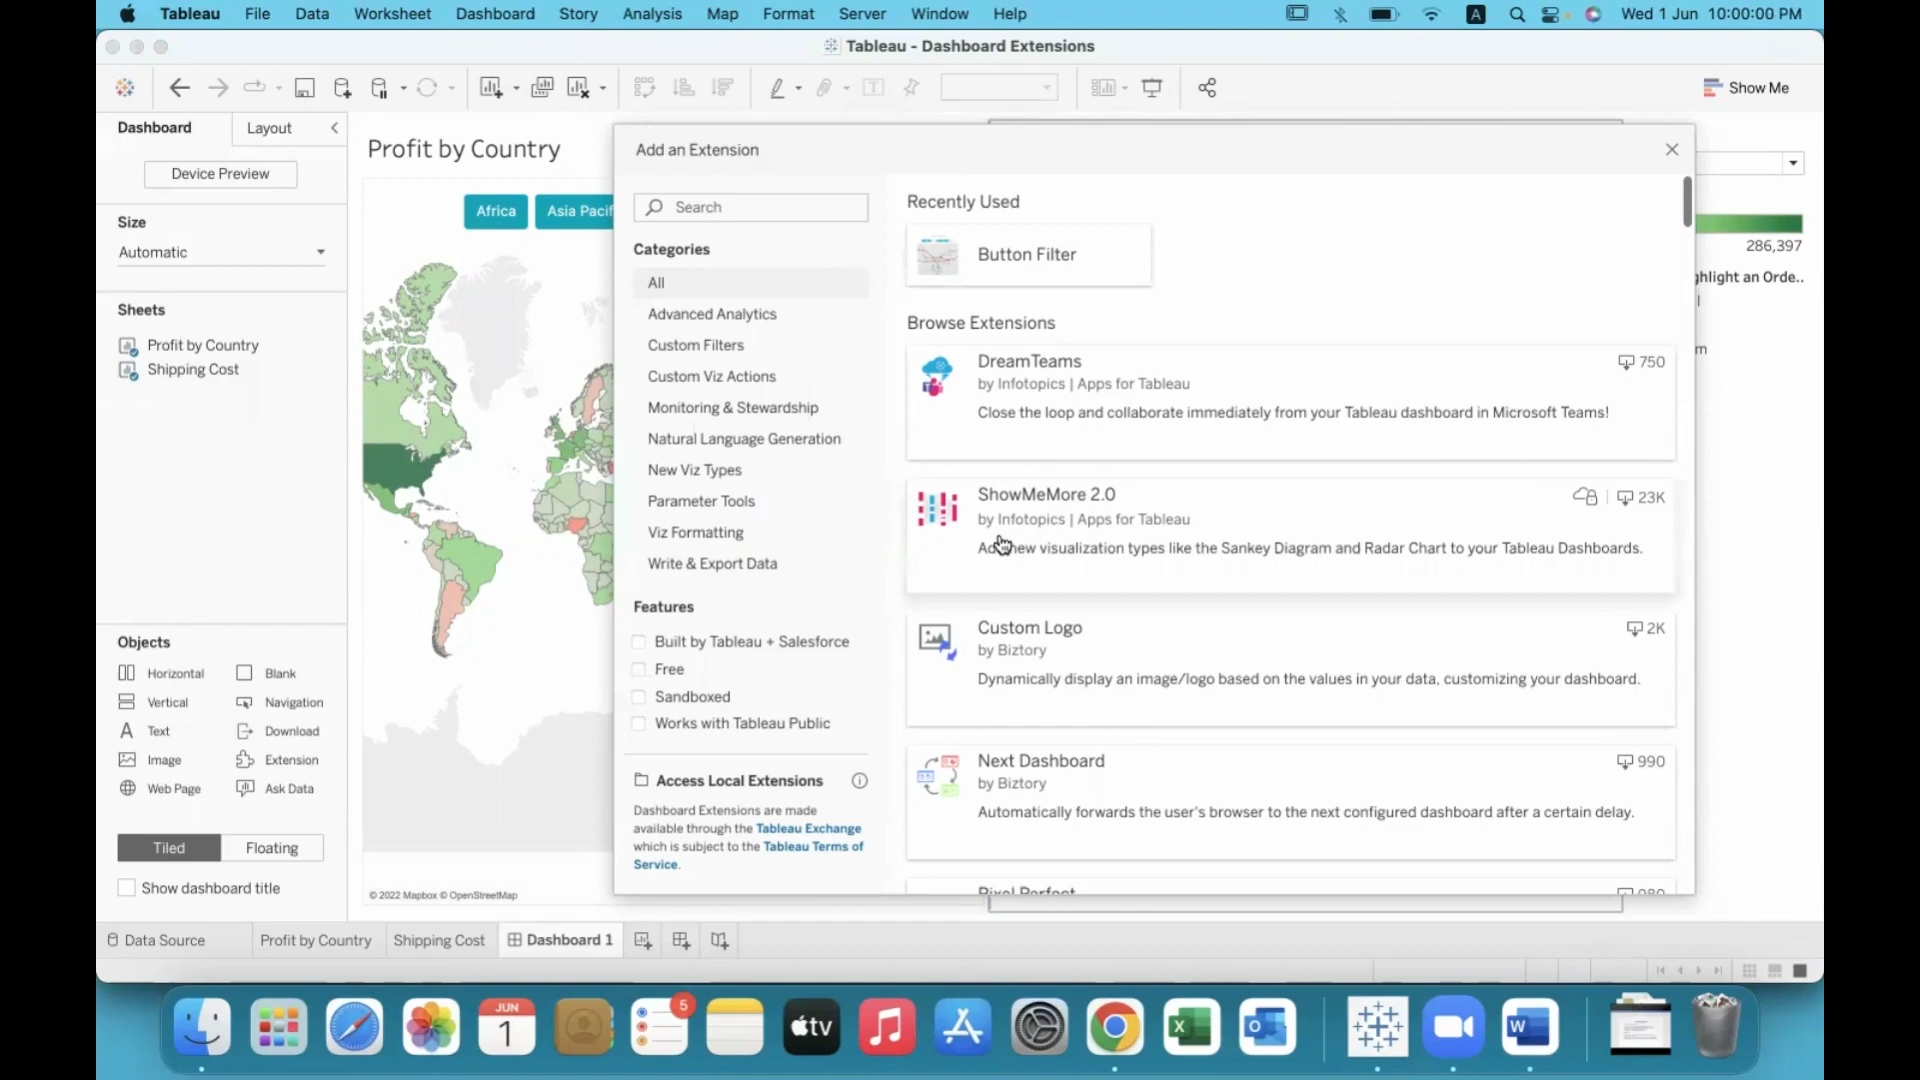 Tableau File Data Worksheet Dashboard Story Analysis Map Format Server Window Help A Wed 1 Jun 10:00:00 PM
Tableau - Dashboard Extensions
Show Me
Dashboard Layout
Device Preview
Size
Automatic
Sheets
Profit by Country
Shipping Cost
Objects
Horizontal Blank
Vertical Navigation
Text Download
Image Extension
Web Page Ask Data
Tiled Floating
Show dashboard title
Profit by Country
Africa Asia Pacif
© 2022 Mapbox © OpenStreetMap
Add an Extension
Search
Categories
All
Advanced Analytics
Custom Filters
Custom Viz Actions
Monitoring & Stewardship
Natural Language Generation
New Viz Types
Parameter Tools
Viz Formatting
Write & Export Data
Features
Built by Tableau + Salesforce
Free
Sandboxed
Works with Tableau Public
Access Local Extensions
Dashboard Extensions are made
available through the Tableau Exchange
which is subject to the Tableau Terms of
Service.
Recently Used
Button Filter
Browse Extensions
DreamTeams 750
by Infotopics | Apps for Tableau
Close the loop and collaborate immediately from your Tableau dashboard in Microsoft Teams!
ShowMeMore 2.0 23K
by Infotopics | Apps for Tableau
new visualization types like the Sankey Diagram and Radar Chart to your Tableau Dashboards.
Custom Logo 2K
by Biztory
Dynamically display an image/logo based on the values in your data, customizing your dashboard.
Next Dashboard 990
by Biztory
Automatically forwards the user's browser to the next configured dashboard after a certain delay.
Pixel Perfect 980
286,397
ghlight an Orde..
m
Data Source Profit by Country Shipping Cost Dashboard 1
JUN
1
5
tv
X
O
W